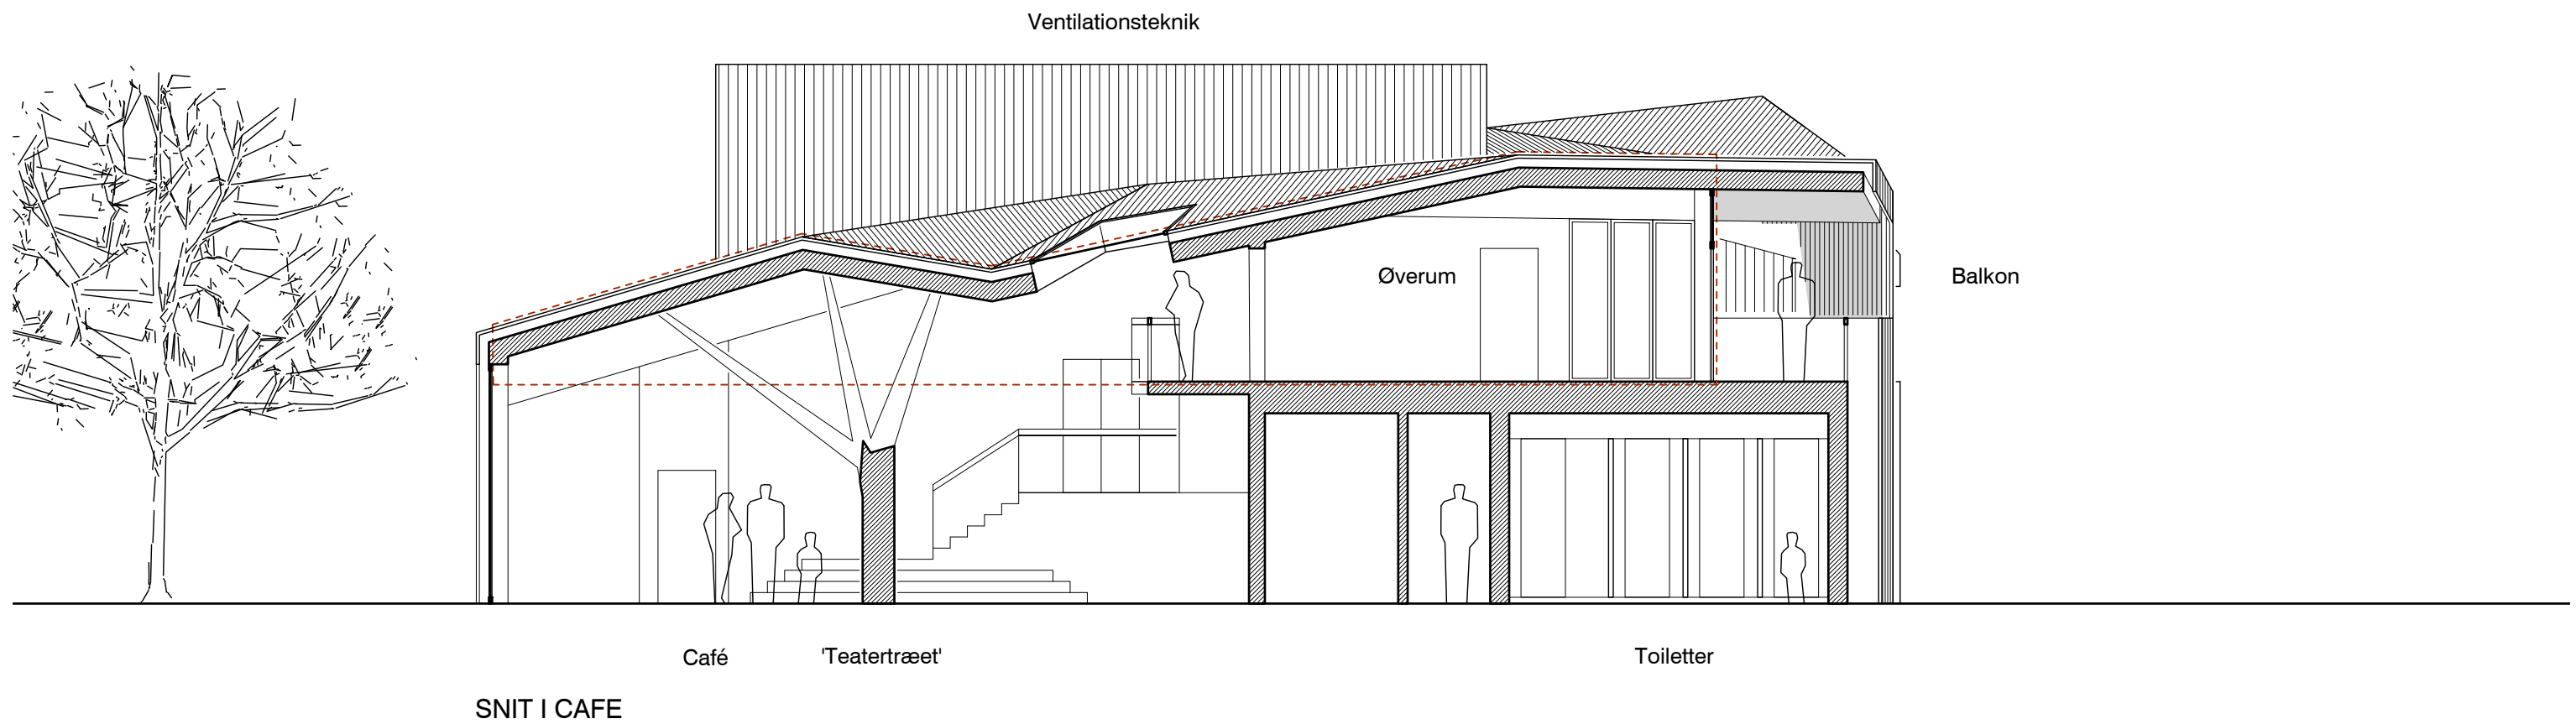 Ventilationsteknik
Øverum
Balkon
Café
'Teatertræet'
Toiletter
SNIT I CAFE